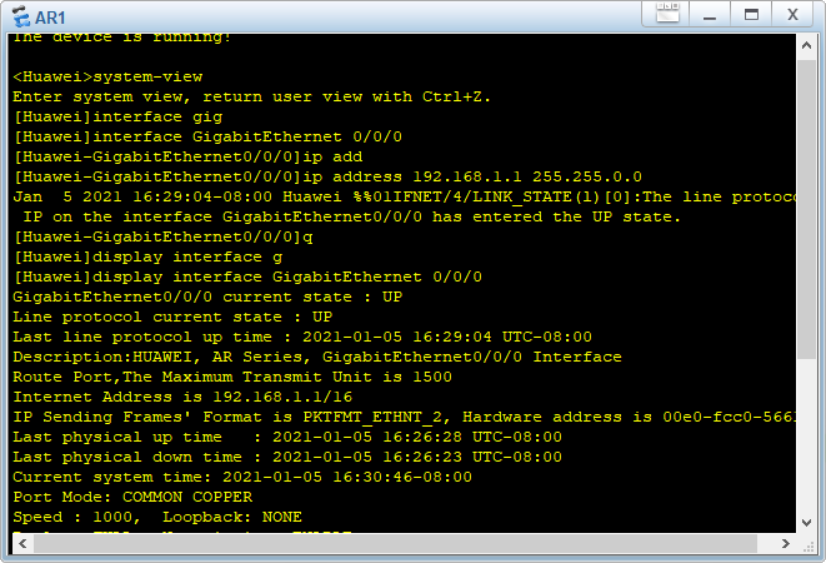 AR1
The device is running!
<Huawei>system-view
Enter system view, return user view with Ctrl+Z.
[Huawei]interface gig
[Huawei]interface GigabitEthernet 0/0/0
[Huawei-GigabitEthernet0/0/0]ip add
[Huawei-GigabitEthernet0/0/0]ip address 192.168.1.1 255.255.0.0
Jan  5 2021 16:29:04-08:00 Huawei %%01IFNET/4/LINK_STATE(l)[0]:The line protoco
 IP on the interface GigabitEthernet0/0/0 has entered the UP state.
[Huawei-GigabitEthernet0/0/0]q
[Huawei]display interface g
[Huawei]display interface GigabitEthernet 0/0/0
GigabitEthernet0/0/0 current state : UP
Line protocol current state : UP
Last line protocol up time : 2021-01-05 16:29:04 UTC-08:00
Description:HUAWEI, AR Series, GigabitEthernet0/0/0 Interface
Route Port,The Maximum Transmit Unit is 1500
Internet Address is 192.168.1.1/16
IP Sending Frames' Format is PKTFMT_ETHNT_2, Hardware address is 00e0-fcc0-566
Last physical up time   : 2021-01-05 16:26:28 UTC-08:00
Last physical down time : 2021-01-05 16:26:23 UTC-08:00
Current system time: 2021-01-05 16:30:46-08:00
Port Mode: COMMON COPPER
Speed : 1000,  Loopback: NONE